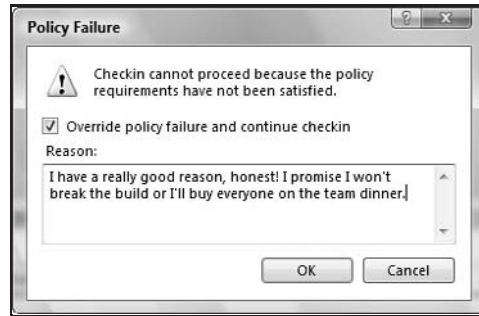 Policy Failure
Checkin cannot proceed because the policy
requirements have not been satisfied.
Override policy failure and continue checkin
Reason:
I have a really good reason, honest! I promise I won't
break the build or I'll buy everyone on the team dinner.
OK Cancel